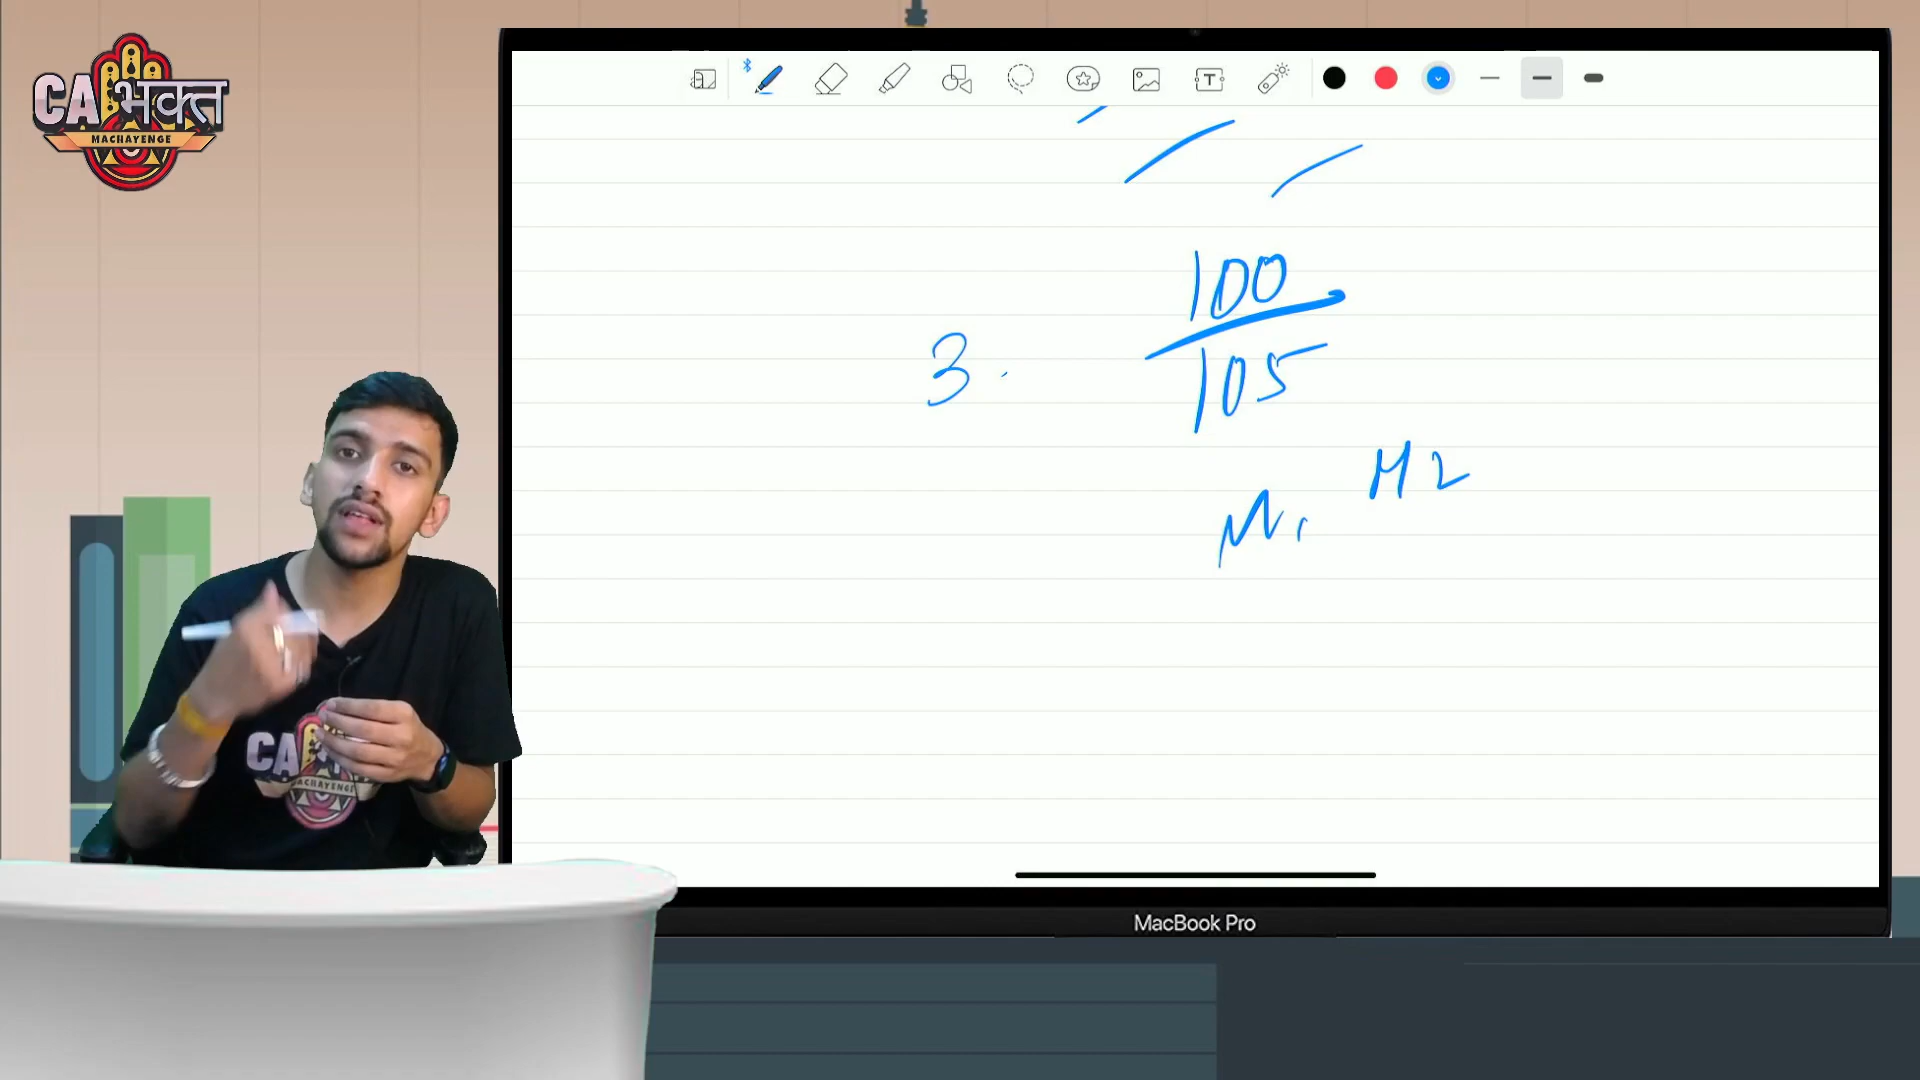 CA भक्त
MACHAYENGE
100
3.
105
M2
M1
CA
MACHAYENGE
MacBook Pro